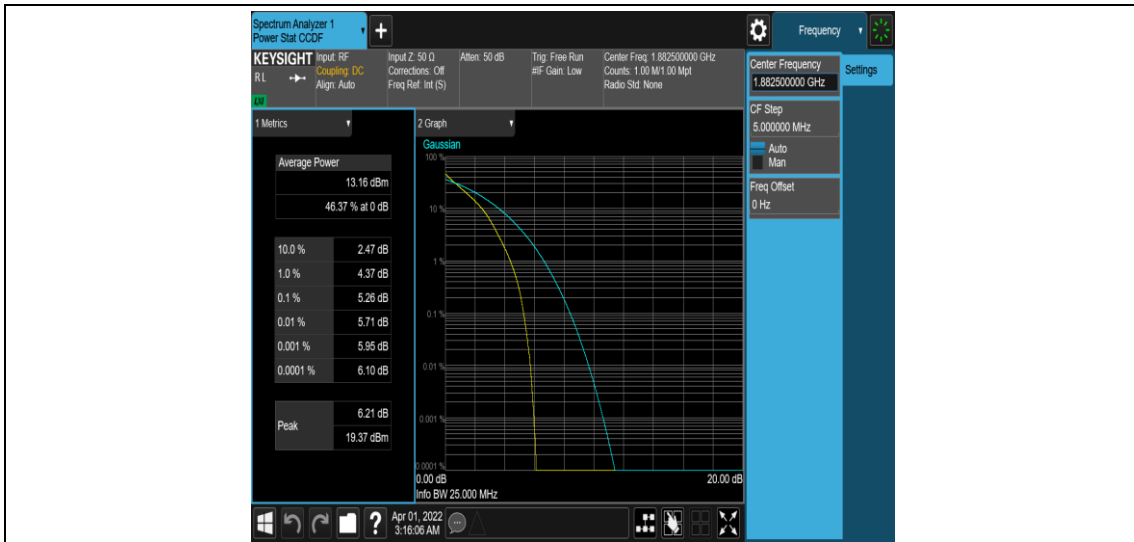 Spectrum Analyzer 1
Power Stat CCDF
+
Frequency
KEYSIGHT
RL
LXI
Input: RF
Coupling: DC
Align: Auto
Input Z: 50 Ω
Corrections: Off
Freq Ref: Int (S)
Atten: 50 dB
Trig: Free Run
#IF Gain: Low
Center Freq: 1.882500000 GHz
Counts: 1.00 M/1.00 Mpt
Radio Std: None
Center Frequency
1.882500000 GHz
Settings
CF Step
5.000000 MHz
Auto
Man
Freq Offset
0 Hz
1 Metrics
Average Power
13.16 dBm
46.37 % at 0 dB
10.0 % 2.47 dB
1.0 % 4.37 dB
0.1 % 5.26 dB
0.01 % 5.71 dB
0.001 % 5.95 dB
0.0001 % 6.10 dB
Peak
6.21 dB
19.37 dBm
2 Graph
Gaussian
100 %
10 %
1 %
0.1 %
0.01 %
0.001 %
0.0001 %
0.00 dB 20.00 dB
Info BW 25.000 MHz
?
Apr 01, 2022
3:16:06 AM